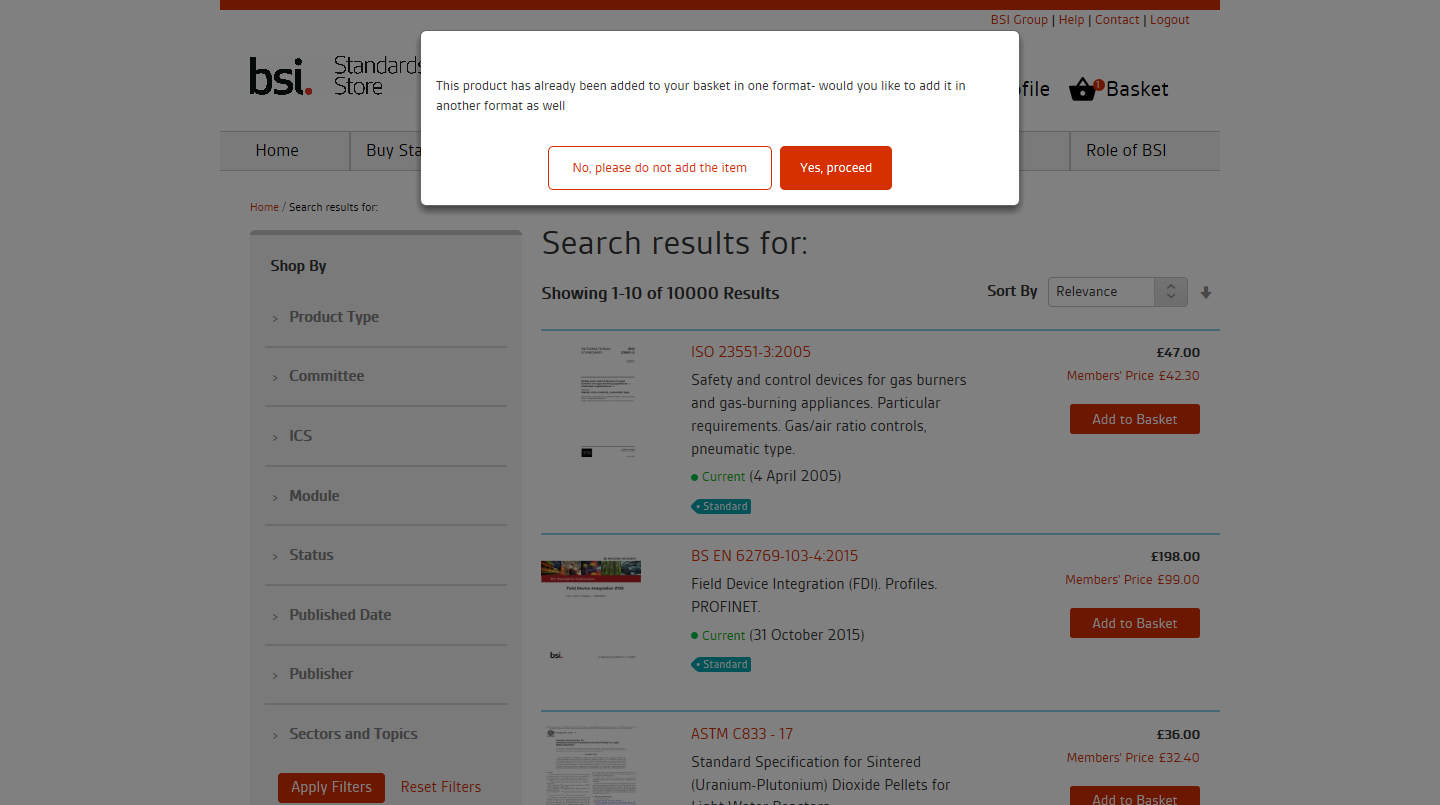 BSI Group | Help | Contact | Logout
bsi. Standards
Store
This product has already been added to your basket in one format- would you like to add it in
another format as well
No, please do not add the item
Yes, proceed
1 Basket
Home
Role of BSI
Home / Search results for:
Shop By
> Product Type
> Committee
> ICS
> Module
> Status
> Published Date
> Publisher
> Sectors and Topics
Apply Filters
Reset Filters
Search results for:
Showing 1-10 of 10000 Results
Sort By Relevance
ISO 23551-3:2005
£47.00
Members' Price £42.30
Safety and control devices for gas burners
and gas-burning appliances. Particular
requirements. Gas/air ratio controls,
pneumatic type.
Add to Basket
Current (4 April 2005)
Standard
BS EN 62769-103-4:2015
£198.00
Members' Price £99.00
Field Device Integration (FDI). Profiles.
PROFINET.
Add to Basket
Current (31 October 2015)
Standard
Field Device Integration (FDI)
bsi.
ASTM C833 - 17
£36.00
Members' Price £32.40
Standard Specification for Sintered
(Uranium-Plutonium) Dioxide Pellets for
Light Water Reactors
Add to Basket